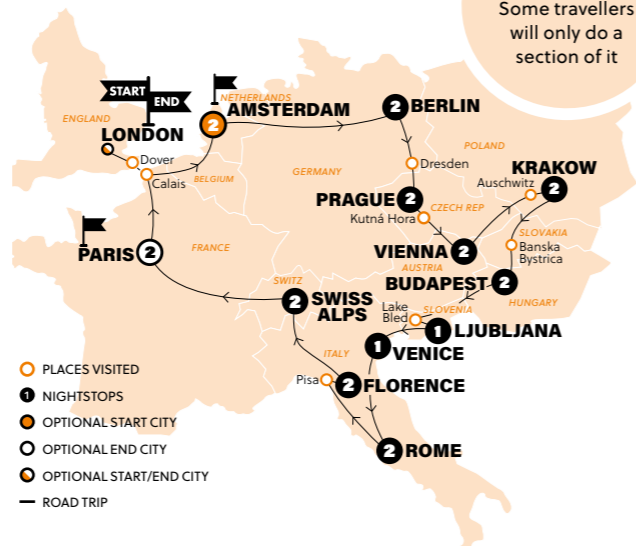 Some travellers
will only do a
section of it
START
END
ENGLAND
LONDON
Dover
Calais
NETHERLANDS
2 AMSTERDAM
BELGIUM
2 BERLIN
GERMANY
Dresden
POLAND
PRAGUE 2
Kutná Hora
CZECH REP
KRAKOW
2
Auschwitz
SLOVAKIA
Banska
Bystrica
VIENNA 2
AUSTRIA
BUDAPEST 2
HUNGARY
PARIS 2
FRANCE
SWITZ
2 SWISS
ALPS
Lake
Bled
SLOVENIA
1 LJUBLJANA
1 VENICE
ITALY
Pisa
2 FLORENCE
2 ROME
PLACES VISITED
1 NIGHTSTOPS
OPTIONAL START CITY
OPTIONAL END CITY
OPTIONAL START/END CITY
ROAD TRIP